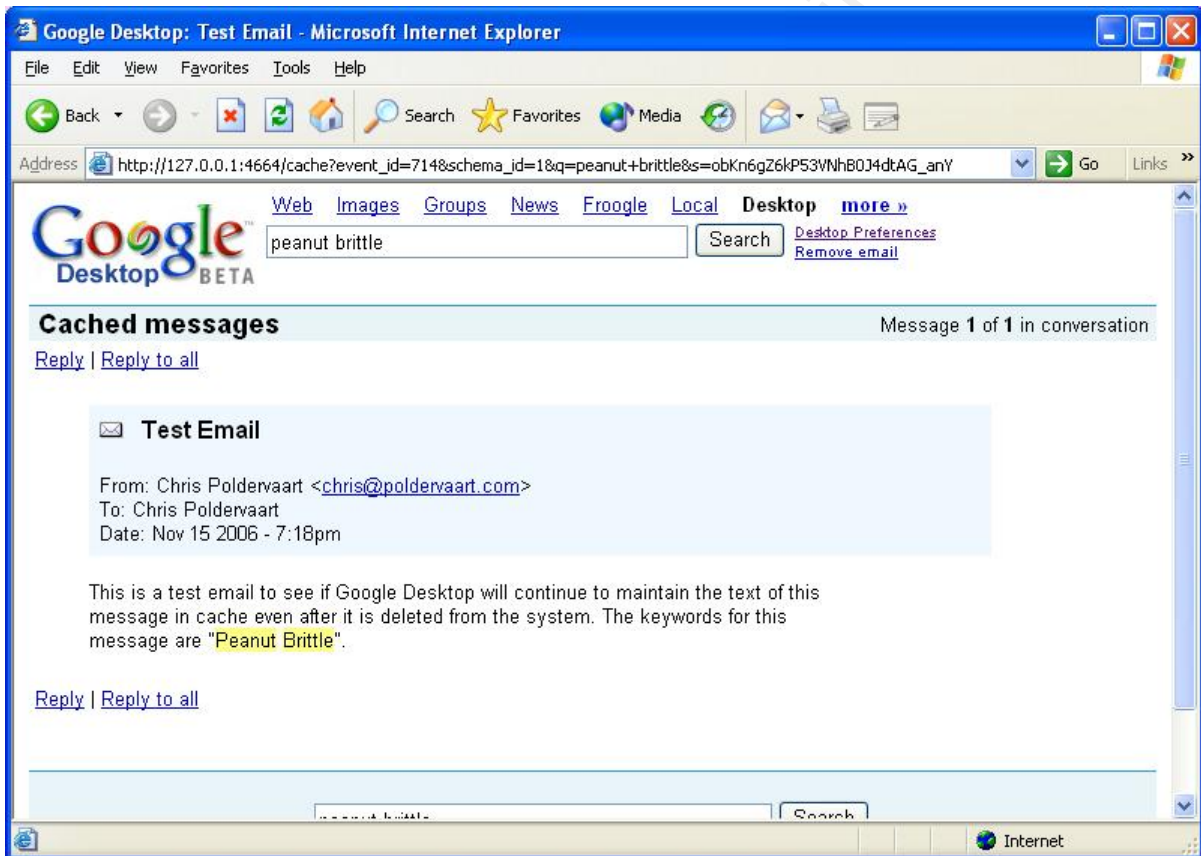 Google Desktop: Test Email - Microsoft Internet Explorer
File Edit View Favorites Tools Help
Back Search Favorites Media
Address http://127.0.0.1:4664/cache?event_id=714&schema_id=1&q=peanut+brittle&s=obKn6gZ6kP53VNhB0J4dtAG_anY Go Links »
Web Images Groups News Froogle Local Desktop more »
Google Desktop BETA
peanut brittle Search Desktop Preferences
Remove email
Cached messages Message 1 of 1 in conversation
Reply | Reply to all
Test Email
From: Chris Poldervaart <chris@poldervaart.com>
To: Chris Poldervaart
Date: Nov 15 2006 - 7:18pm
This is a test email to see if Google Desktop will continue to maintain the text of this
message in cache even after it is deleted from the system. The keywords for this
message are "Peanut Brittle".
Reply | Reply to all
peanut brittle Search
Internet